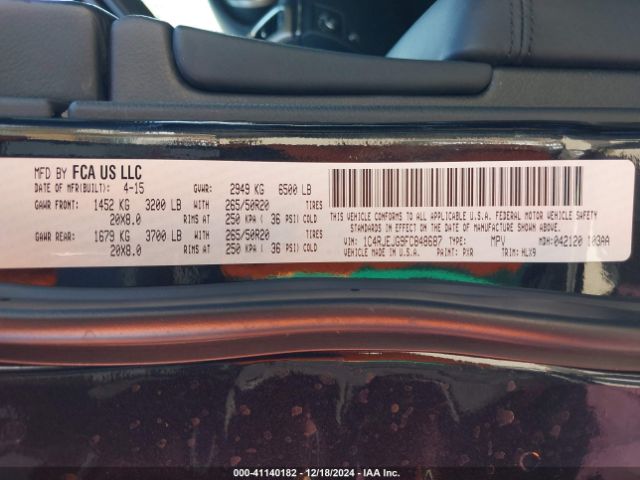 MFD BY FCA US LLC
DATE OF MFR(BUILT): 4-15 GVWR: 2949 KG 6500 LB
GAWR FRONT: 1452 KG 3200 LB WITH 265/50R20 TIRES
20X8.0 RIMS AT 250 KPA ( 36 PSI) COLD
GAWR REAR: 1679 KG 3700 LB WITH 265/50R20 TIRES
20X8.0 RIMS AT 250 KPA ( 36 PSI) COLD
THIS VEHICLE CONFORMS TO ALL APPLICABLE U.S.A. FEDERAL MOTOR VEHICLE SAFETY
STANDARDS IN EFFECT ON THE DATE OF MANUFACTURE SHOWN ABOVE.
VIN: 1C4RJEJG9FC849687 TYPE: MPV MDH:042120 103AA
VEHICLE MADE IN U.S.A. PAINT: PXR TRIM: HLX9
000-41140182 - 12/18/2024 - IAA Inc.